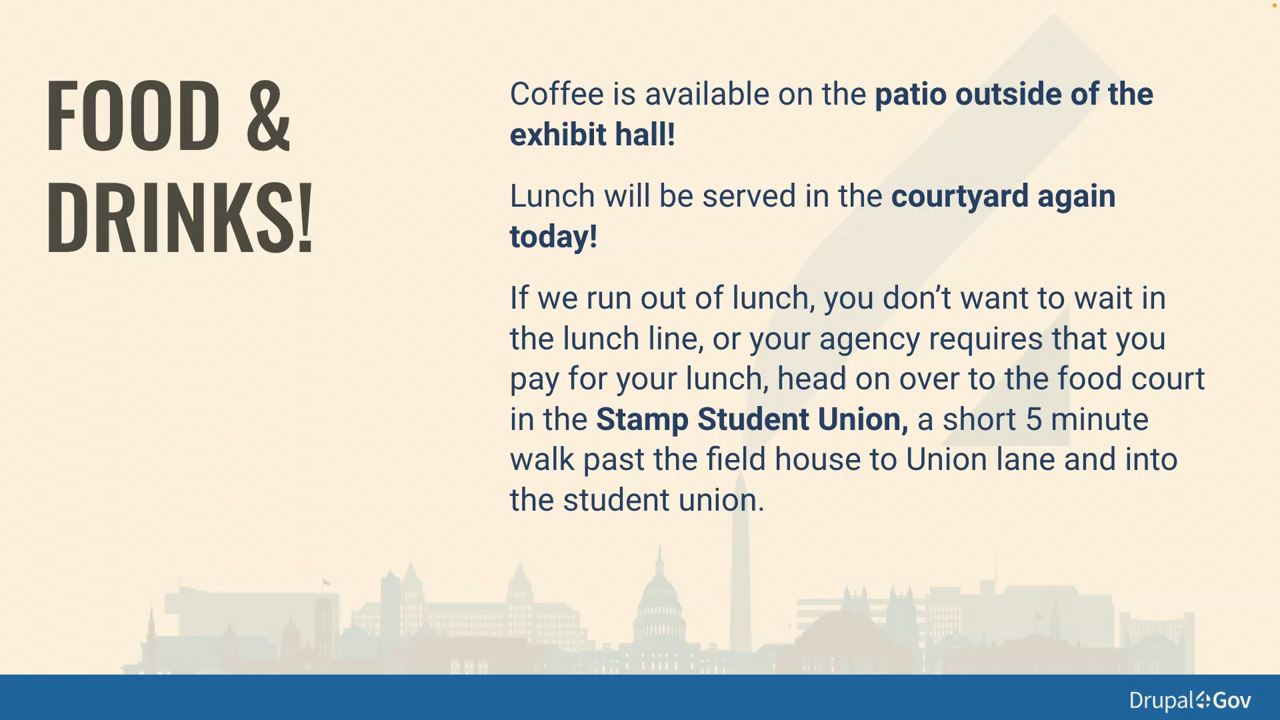 FOOD &
DRINKS!
Coffee is available on the patio outside of the
exhibit hall!
Lunch will be served in the courtyard again
today!
If we run out of lunch, you don’t want to wait in
the lunch line, or your agency requires that you
pay for your lunch, head on over to the food court
in the Stamp Student Union, a short 5 minute
walk past the field house to Union lane and into
the student union.
Drupal4Gov